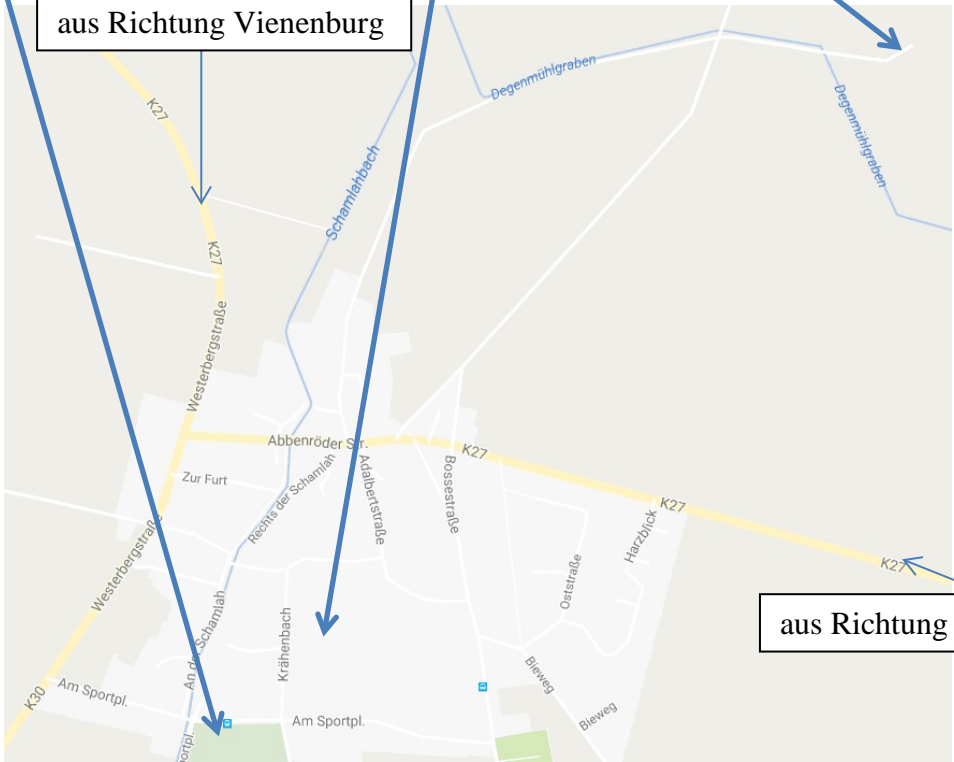 aus Richtung Vienenburg
Degenmühlgraben
Degenmühlgraben
K27
Schamlahbach
K27
Westerbergstraße
Abbenröder Str.
K27
Zur Furt
Rechts der Schamlah
Adalbertstraße
Bossestraße
K27
Harzblick
Oststraße
K27
Westerbergstraße
An der Schamlah
Krähenbach
aus Richtung
Bieweg
Bieweg
K30
Am Sportpl.
Am Sportpl.